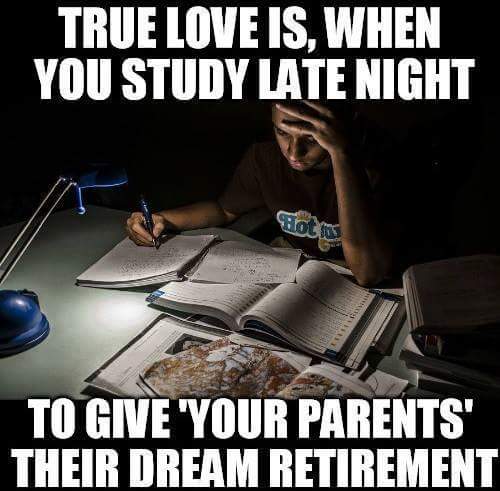 TRUE LOVE IS, WHEN
YOU STUDY LATE NIGHT
Hot
TO GIVE 'YOUR PARENTS'
THEIR DREAM RETIREMENT